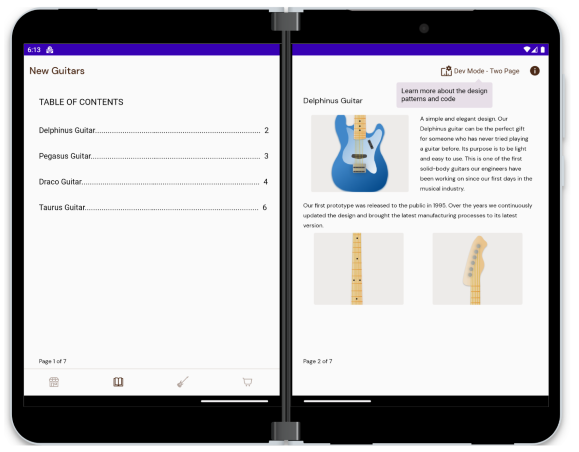 6:13
New Guitars
TABLE OF CONTENTS
Delphinus Guitar.......................................................... 2
Pegasus Guitar............................................................ 3
Draco Guitar............................................................... 4
Taurus Guitar.............................................................. 6
Page 1 of 7
Dev Mode - Two Page
Learn more about the design
patterns and code
Delphinus Guitar
A simple and elegant design. Our
Delphinus guitar can be the perfect gift
for someone who has never tried playing
a guitar before. Its purpose is to be light
and easy to use. This is one of the first
solid-body guitars our engineers have
been working on since our first days in the
musical industry.
Our first prototype was released to the public in 1995. Over the years we continuously
updated the design and brought the latest manufacturing processes to its latest
version.
Page 2 of 7